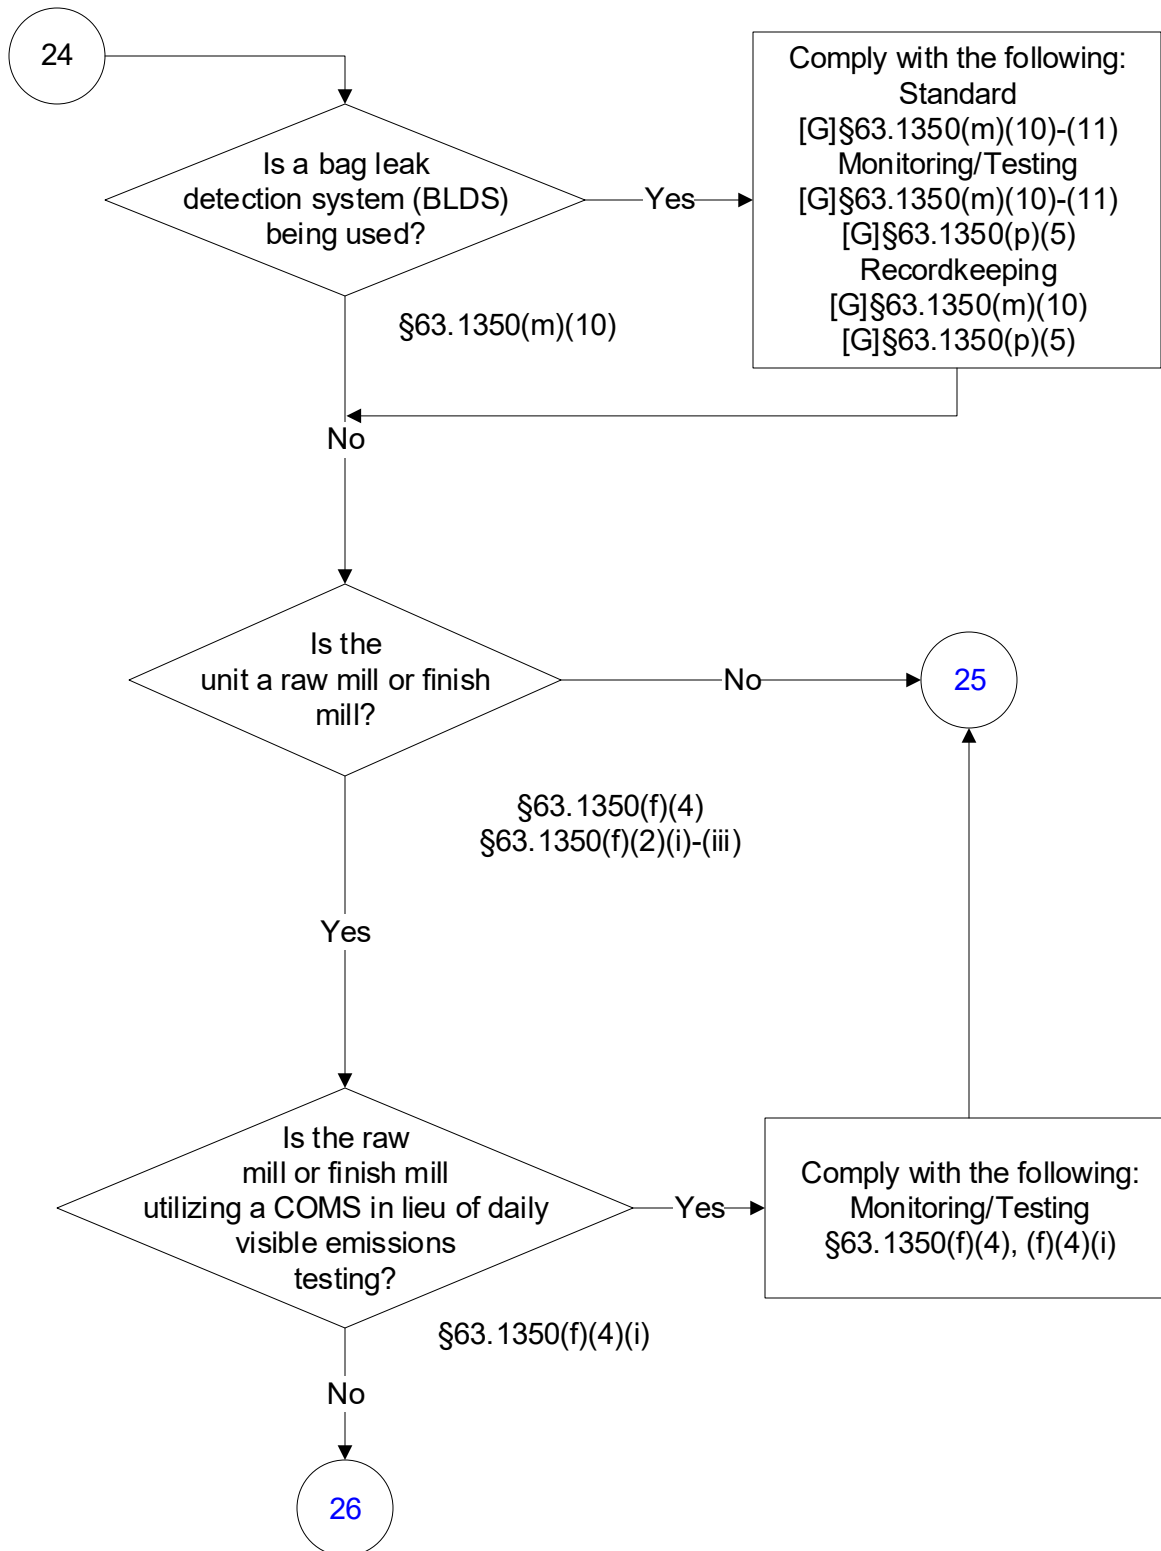 24
Is a bag leak
detection system (BLDS)
being used?
Yes
Comply with the following:
Standard
[G]§63.1350(m)(10)-(11)
Monitoring/Testing
[G]§63.1350(m)(10)-(11)
[G]§63.1350(p)(5)
Recordkeeping
[G]§63.1350(m)(10)
[G]§63.1350(p)(5)
§63.1350(m)(10)
No
Is the
unit a raw mill or finish
mill?
No
25
§63.1350(f)(4)
§63.1350(f)(2)(i)-(iii)
Yes
Is the raw
mill or finish mill
utilizing a COMS in lieu of daily
visible emissions
testing?
Yes
Comply with the following:
Monitoring/Testing
§63.1350(f)(4), (f)(4)(i)
§63.1350(f)(4)(i)
No
26